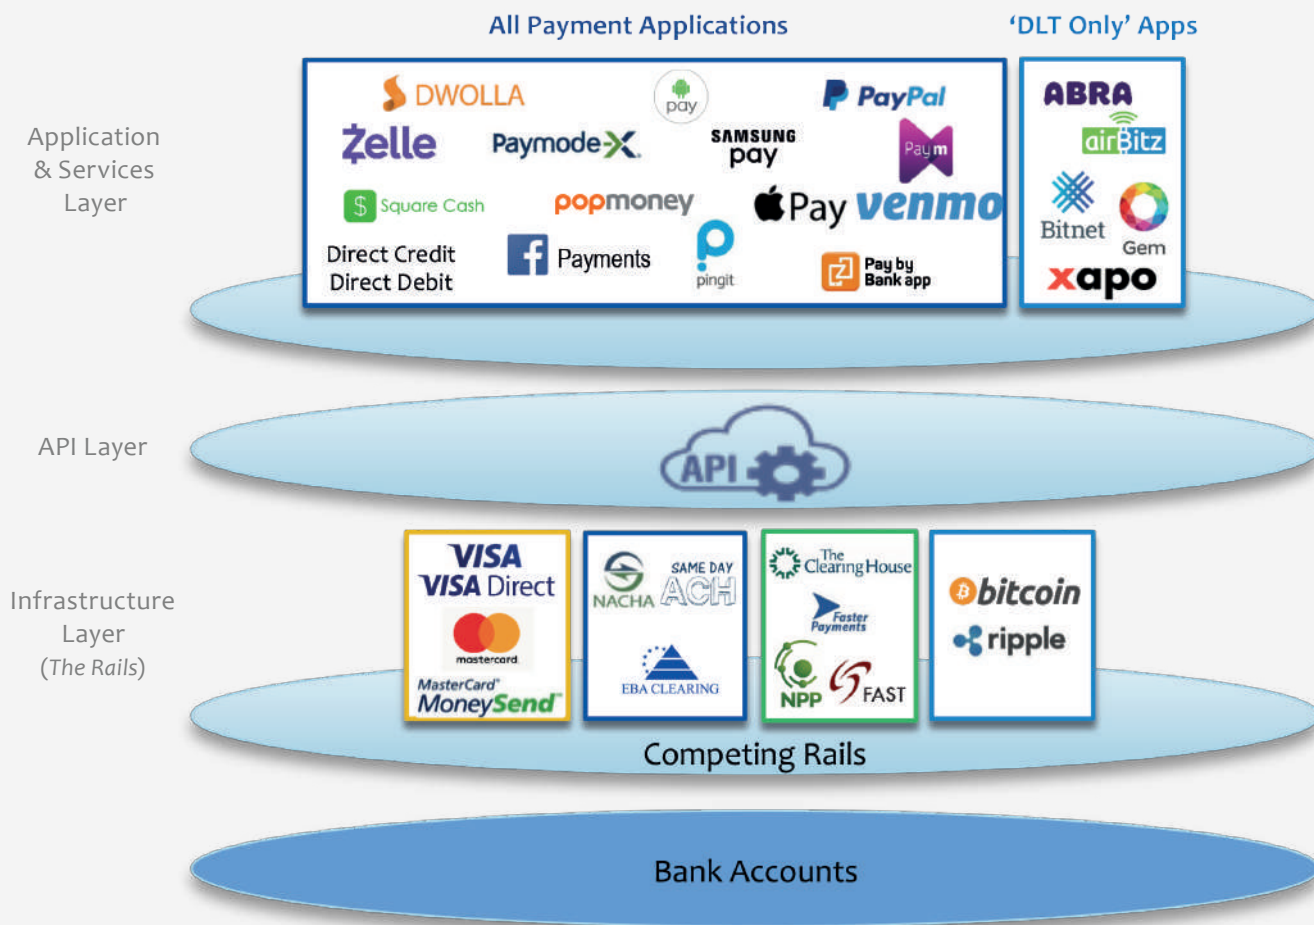 All Payment Applications
'DLT Only' Apps
Application
& Services
Layer
DWOLLA
pay
PayPal
Zelle
Paymode-X
SAMSUNG
pay
Paym
Square Cash
popmoney
Pay
venmo
Direct Credit
Direct Debit
f
Payments
pingit
Pay by
Bank app
ABRA
airBitz
Bitnet
Gem
xapo
API Layer
API
Infrastructure
Layer
(The Rails)
VISA
VISA Direct
mastercard
MasterCard®
MoneySend™
NACHA
SAME DAY
ACH
EBA CLEARING
The
Clearing House
Faster
Payments
NPP
FAST
bitcoin
ripple
Competing Rails
Bank Accounts